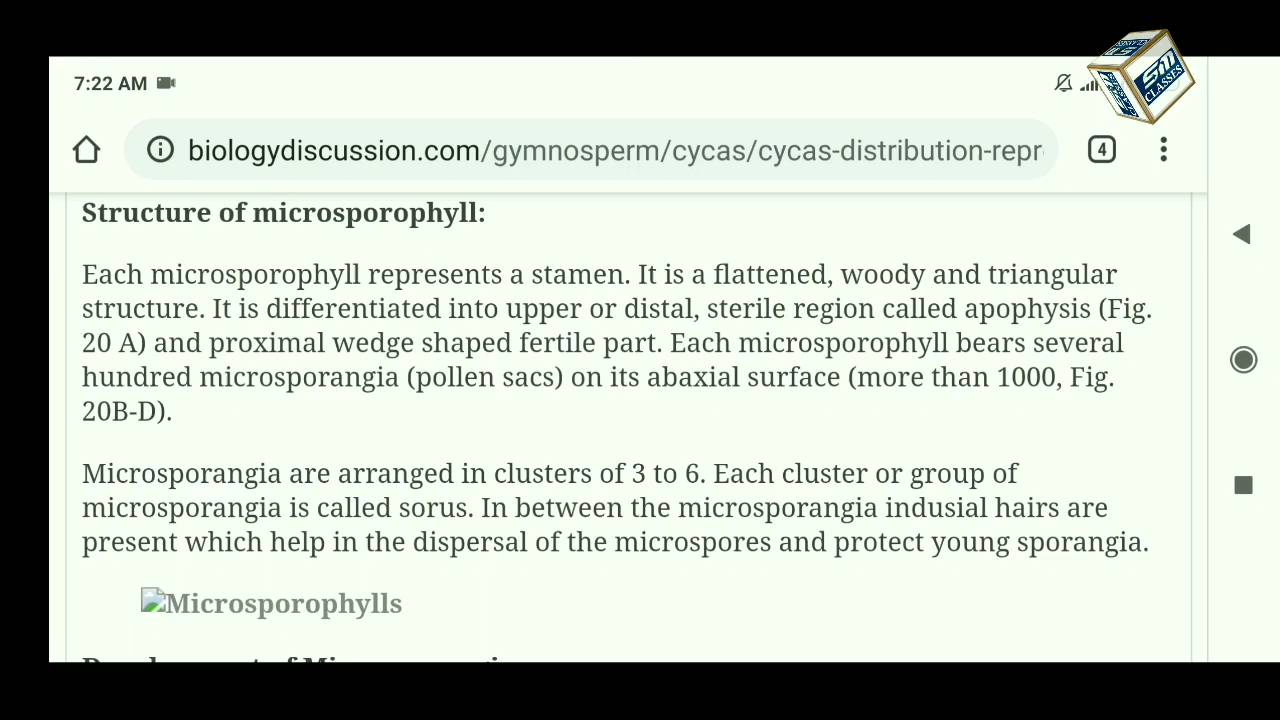 7:22 AM
SM
CLASSES
biologydiscussion.com/gymnosperm/cycas/cycas-distribution-repr
4
Structure of microsporophyll:
Each microsporophyll represents a stamen. It is a flattened, woody and triangular
structure. It is differentiated into upper or distal, sterile region called apophysis (Fig.
20 A) and proximal wedge shaped fertile part. Each microsporophyll bears several
hundred microsporangia (pollen sacs) on its abaxial surface (more than 1000, Fig.
20B-D).
Microsporangia are arranged in clusters of 3 to 6. Each cluster or group of
microsporangia is called sorus. In between the microsporangia indusial hairs are
present which help in the dispersal of the microspores and protect young sporangia.
Microsporophylls